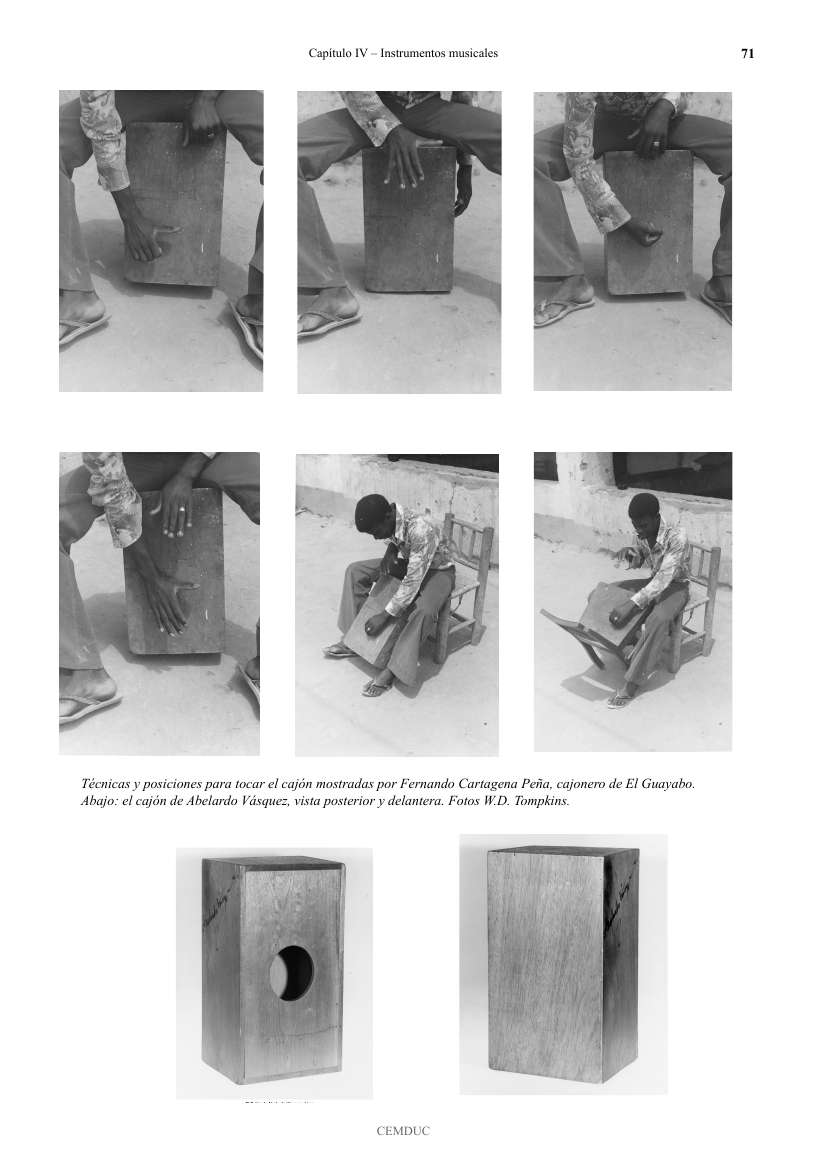 Capítulo IV – Instrumentos musicales
71
Técnicas y posiciones para tocar el cajón mostradas por Fernando Cartagena Peña, cajonero de El Guayabo.
Abajo: el cajón de Abelardo Vásquez, vista posterior y delantera. Fotos W.D. Tompkins.
CEMDUC